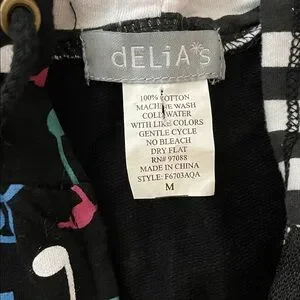 dELiA*s
100% COTTON
MACHINE WASH
COLD WATER
WITH LIKE COLORS
GENTLE CYCLE
NO BLEACH
DRY FLAT
RN# 97088
MADE IN CHINA
STYLE: F6703AQA
M